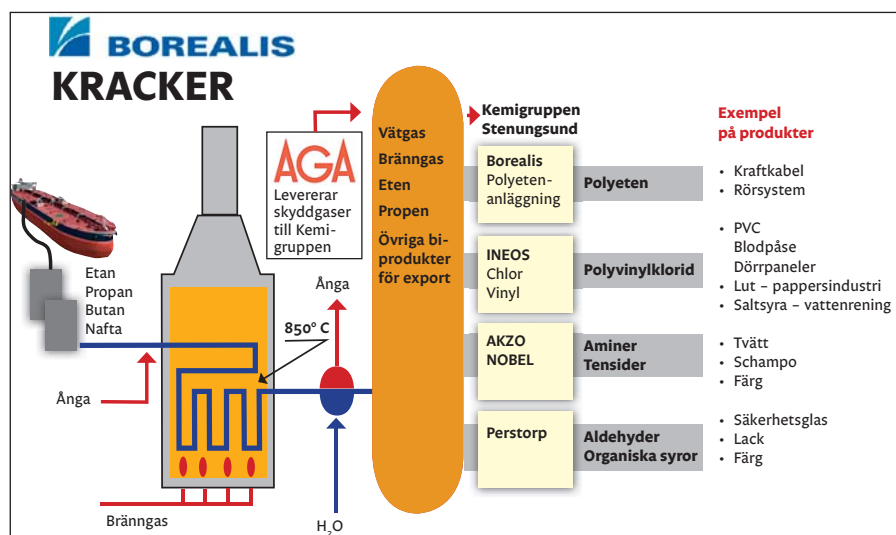 BOREALIS
KRACKER
AGA
Levererar
skyddgaser
till Kemi-
gruppen
Etan
Propan
Butan
Nafta
Ånga
Bränngas
850° C
Ånga
H₂O
Vätgas
Bränngas
Eten
Propen
Övriga bi-
produkter
för export
Kemigruppen
Stenungsund
Borealis
Polyeten-
anläggning
Polyeten
INEOS
Chlor
Vinyl
Polyvinylklorid
AKZO
NOBEL
Aminer
Tensider
Perstorp
Aldehyder
Organiska syror
Exempel
på produkter
• Kraftkabel
• Rörsystem
• PVC
Blodpåse
Dörrpaneler
• Lut – pappersindustri
• Saltsyra – vattenrening
• Tvätt
• Schampo
• Färg
• Säkerhetsglas
• Lack
• Färg